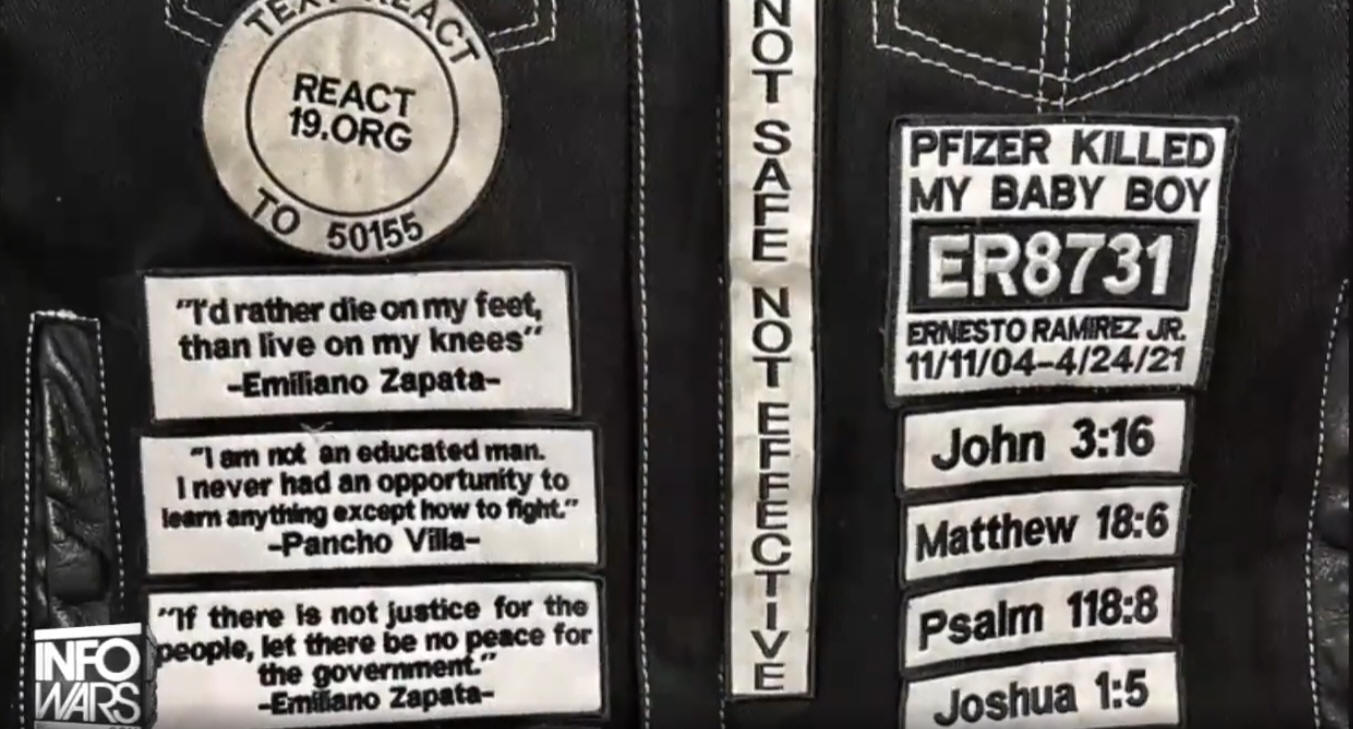 TEXT REACT
REACT
19.ORG
TO 50155
"I'd rather die on my feet,
than live on my knees"
-Emiliano Zapata-
"I am not an educated man.
I never had an opportunity to
learn anything except how to fight."
-Pancho Villa-
"If there is not justice for the
people, let there be no peace for
the government."
-Emiliano Zapata-
NOT SAFE NOT EFFECTIVE
PFIZER KILLED
MY BABY BOY
ER8731
ERNESTO RAMIREZ JR.
11/11/04-4/24/21
John 3:16
Matthew 18:6
Psalm 118:8
Joshua 1:5
INFO
WARS